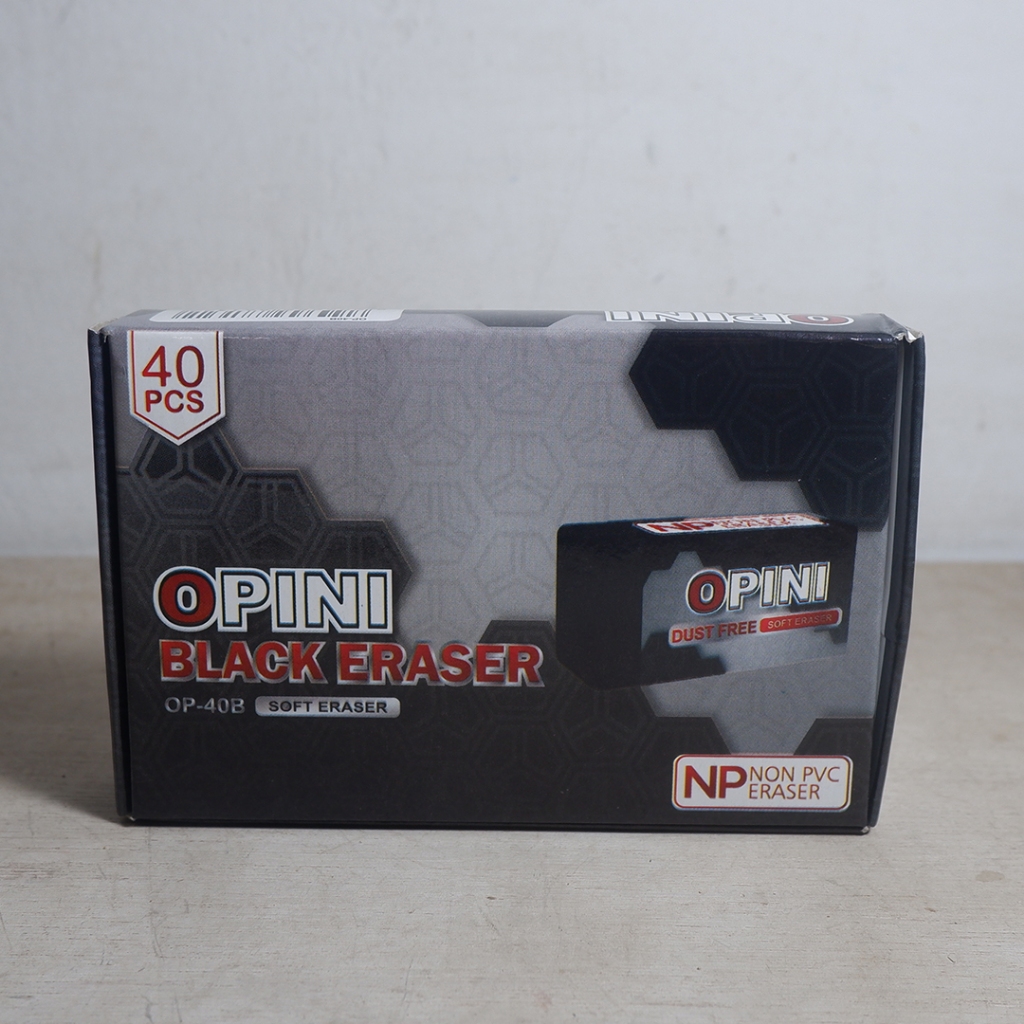 OPINI
40
PCS
OPINI
BLACK ERASER
OP-40B SOFT ERASER
NP
OPINI
DUST FREE SOFT ERASER
NP NON PVC
ERASER